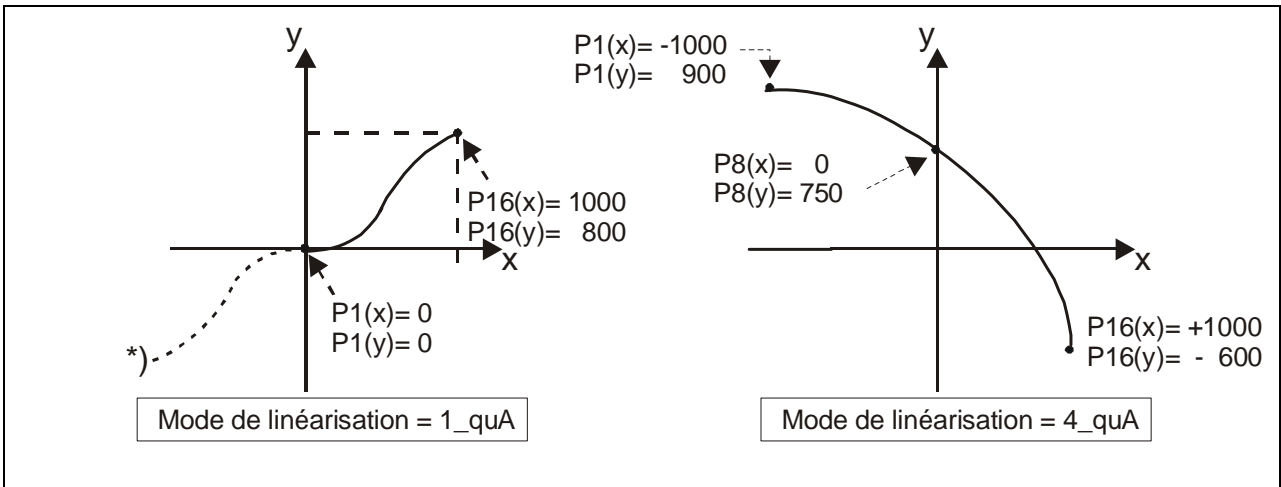 y
P16(x)= 1000
P16(y)= 800
x
P1(x)= 0
P1(y)= 0
*)
Mode de linéarisation = 1_quA
P1(x)= -1000
P1(y)= 900
y
P8(x)= 0
P8(y)= 750
x
P16(x)= +1000
P16(y)= - 600
Mode de linéarisation = 4_quA